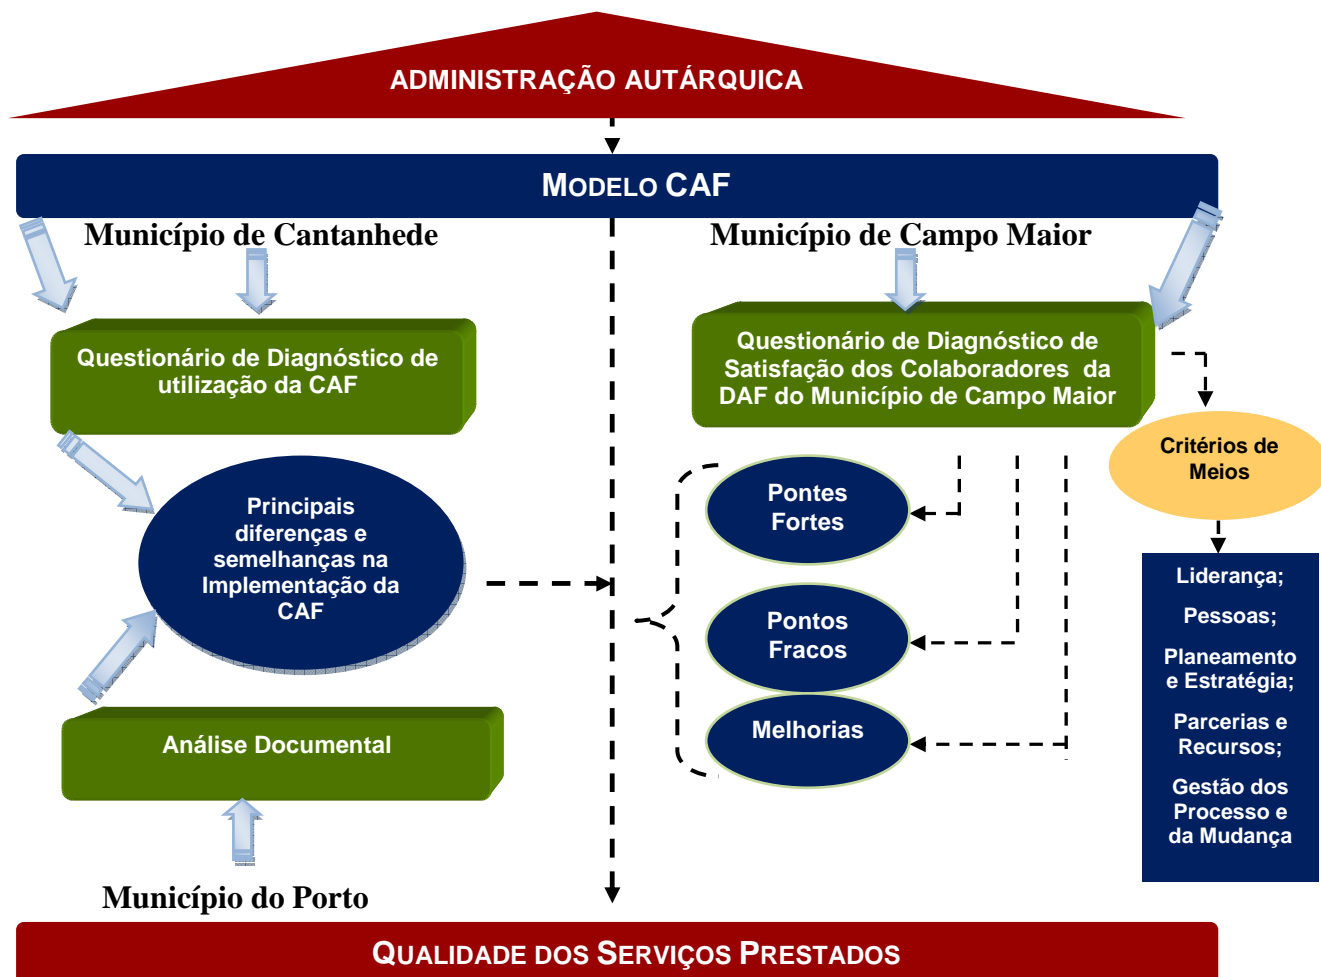 ADMINISTRAÇÃO AUTÁRQUICA
MODELO CAF
Município de Cantanhede
Município de Campo Maior
Questionário de Diagnóstico de
utilização da CAF
Questionário de Diagnóstico de
Satisfação dos Colaboradores da
DAF do Município de Campo Maior
Critérios de
Meios
Principais
diferenças e
semelhanças na
Implementação da
CAF
Pontes
Fortes
Pontos
Fracos
Melhorias
Liderança;
Pessoas;
Planeamento
e Estratégia;
Parcerias e
Recursos;
Gestão dos
Processo e
da Mudança
Análise Documental
Município do Porto
QUALIDADE DOS SERVIÇOS PRESTADOS